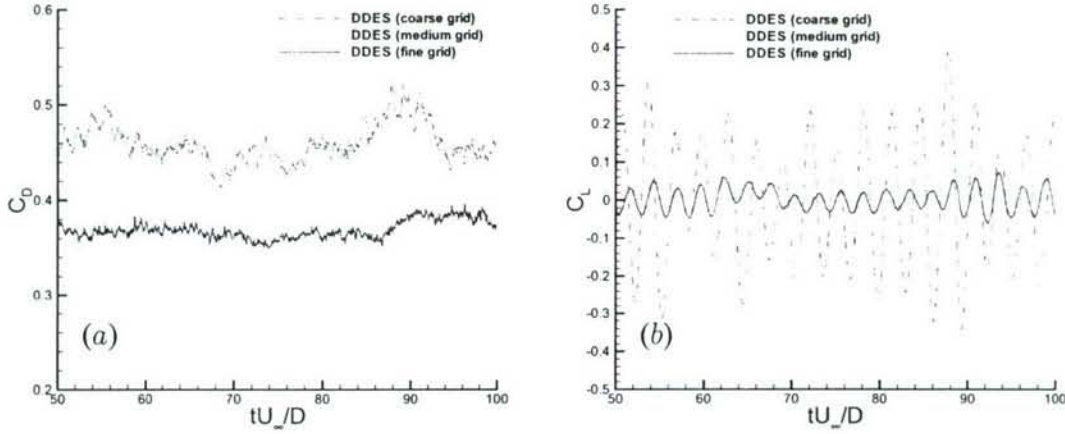 DDES (coarse grid)
DDES (medium grid)
DDES (fine grid)
0.6
0.5
0.4
0.3
0.2
C_D
(a)
50 60 70 80 90 100
tU_∞/D
DDES (coarse grid)
DDES (medium grid)
DDES (fine grid)
0.5
0.4
0.3
0.2
0.1
0
-0.1
-0.2
-0.3
-0.4
-0.5
C_L
(b)
50 60 70 80 90 100
tU_∞/D